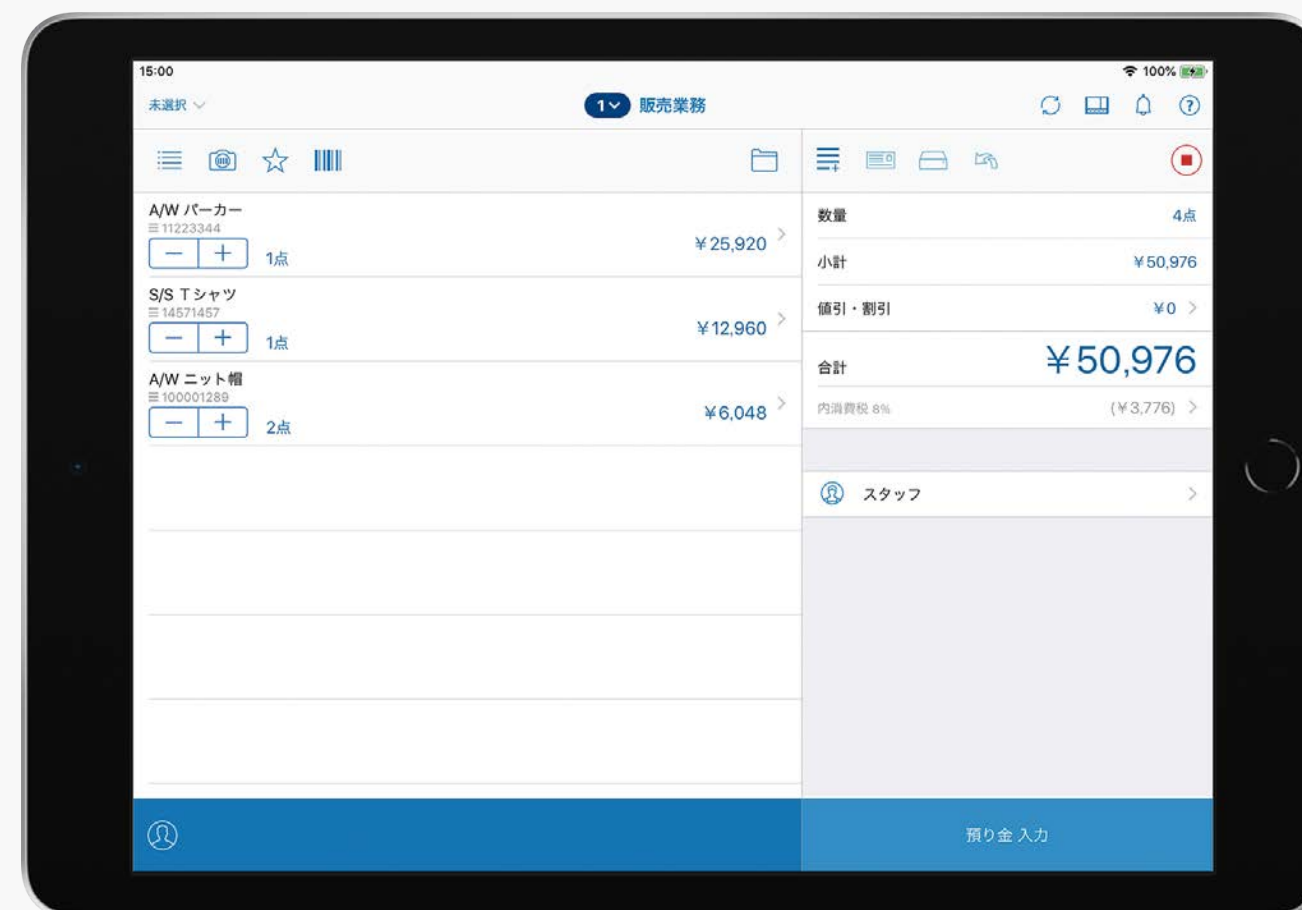 15:00
100%
未選択
1 販売業務
A/W パーカー
11223344
1点
¥25,920
S/S Tシャツ
14571457
1点
¥12,960
A/W ニット帽
100001289
2点
¥6,048
数量 4点
小計 ¥50,976
値引・割引 ¥0
合計 ¥50,976
内消費税 8% (¥3,776)
スタッフ
預り金 入力